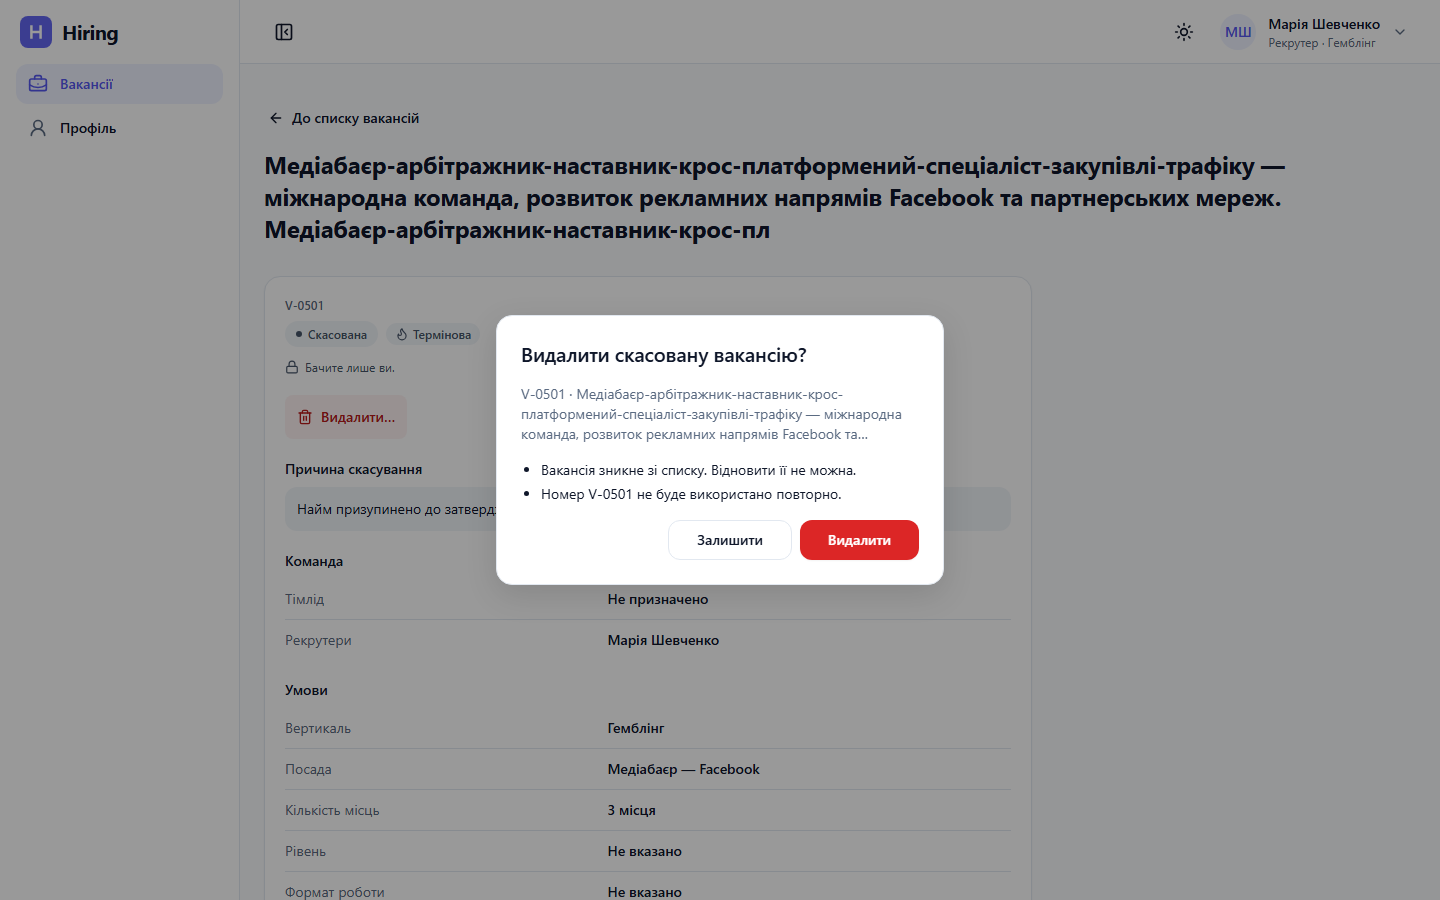 H Hiring
Вакансії
Профіль
МШ
Марія Шевченко
Рекрутер · Гемблінг
До списку вакансій
Медіабаєр-арбітражник-наставник-крос-платформений-спеціаліст-закупівлі-трафіку —
міжнародна команда, розвиток рекламних напрямів Facebook та партнерських мереж.
Медіабаєр-арбітражник-наставник-крос-пл
V-0501
Скасована
Термінова
Бачите лише ви.
Видалити...
Причина скасування
Найм призупинено до затверд
Команда
Тімлід
Не призначено
Рекрутери
Марія Шевченко
Умови
Вертикаль
Гемблінг
Посада
Медіабаєр — Facebook
Кількість місць
3 місця
Рівень
Не вказано
Формат роботи
Не вказано
Видалити скасовану вакансію?
V-0501 · Медіабаєр-арбітражник-наставник-крос-
платформений-спеціаліст-закупівлі-трафіку — міжнародна
команда, розвиток рекламних напрямів Facebook та...
Вакансія зникне зі списку. Відновити її не можна.
Номер V-0501 не буде використано повторно.
Залишити
Видалити